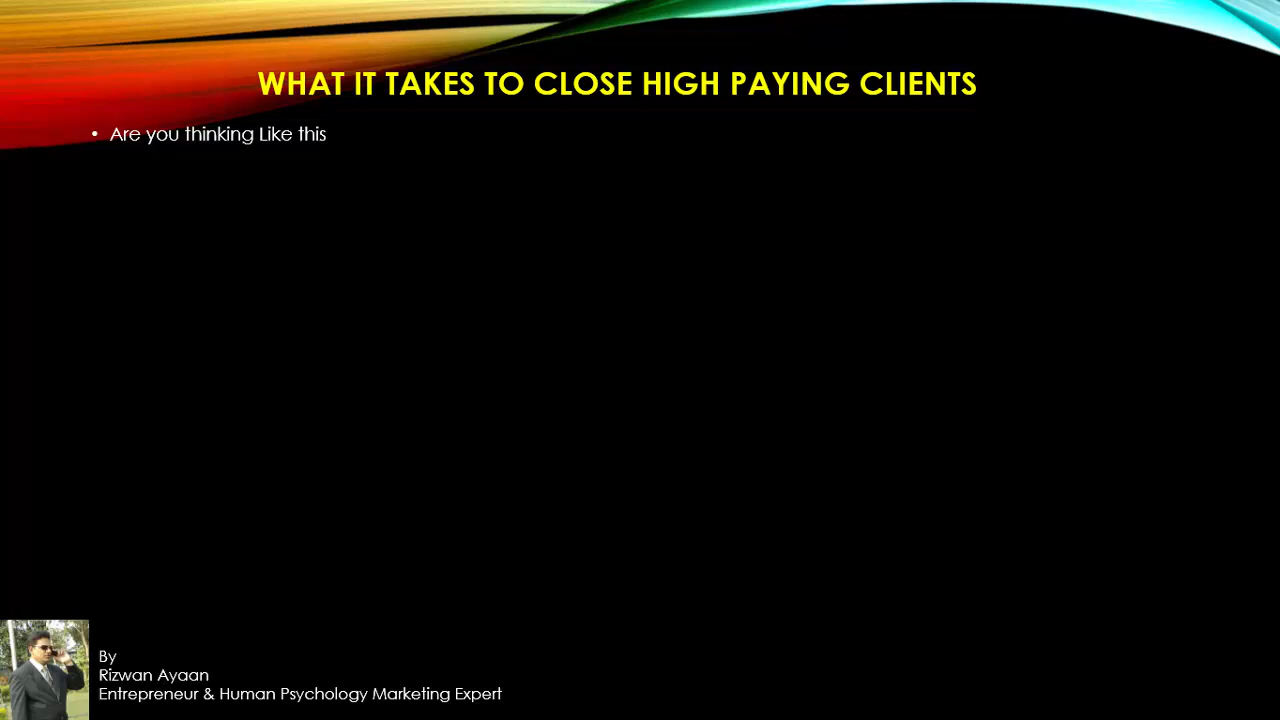 WHAT IT TAKES TO CLOSE HIGH PAYING CLIENTS
• Are you thinking Like this
By
Rizwan Ayaan
Entrepreneur & Human Psychology Marketing Expert